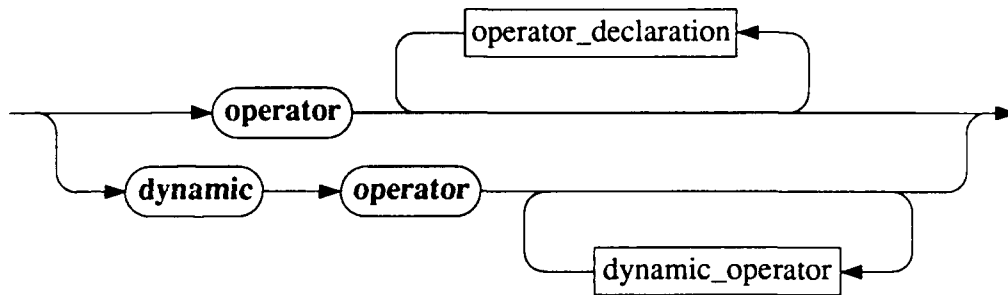 operator_declaration
operator
dynamic operator
dynamic_operator